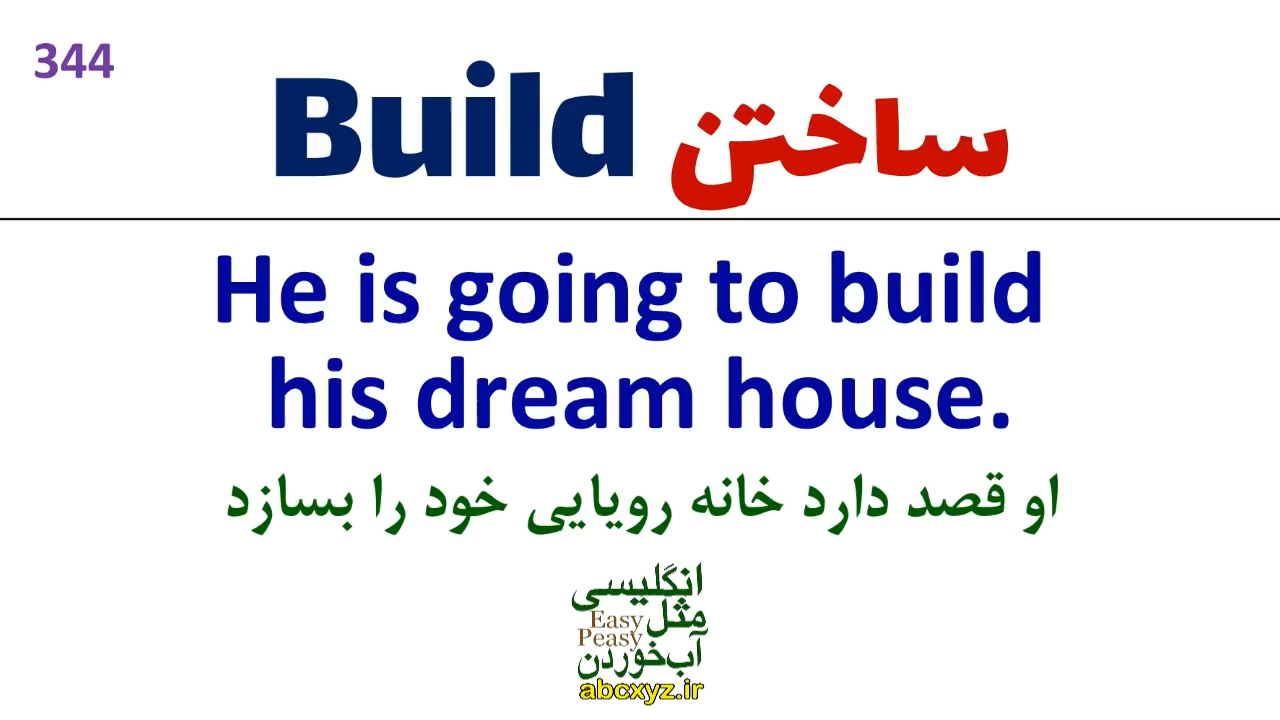 344
Build ساختن
He is going to build
his dream house.
او قصد دارد خانه رویایی خود را بسازد
انگلیسی
مثل
Easy
Peasy
آب‌خوردن
abcxyz.ir